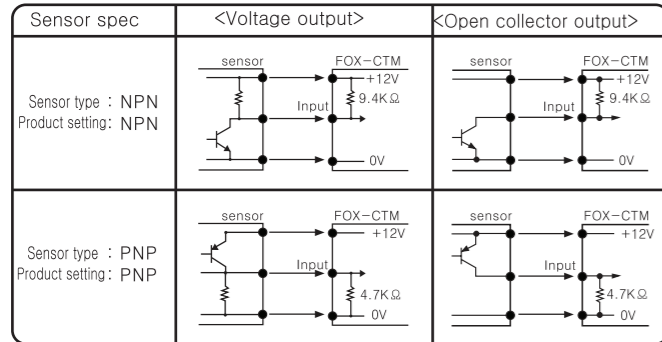 Sensor spec
<Voltage output>
<Open collector output>
Sensor type : NPN
Product setting: NPN
sensor
FOX-CTM
+12V
Input
9.4KΩ
0V
sensor
FOX-CTM
+12V
Input
9.4KΩ
0V
Sensor type : PNP
Product setting: PNP
sensor
FOX-CTM
+12V
Input
4.7KΩ
0V
sensor
FOX-CTM
+12V
Input
4.7KΩ
0V